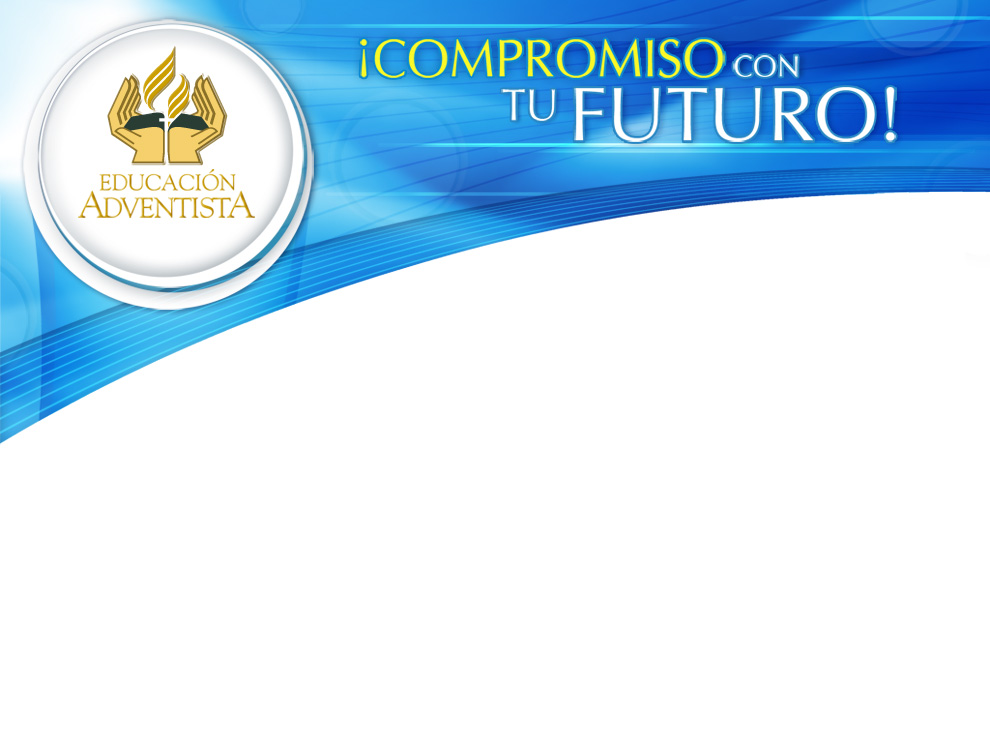 ¡COMPROMISO CON
TU FUTURO!
EDUCACIÓN
ADVENTISTA